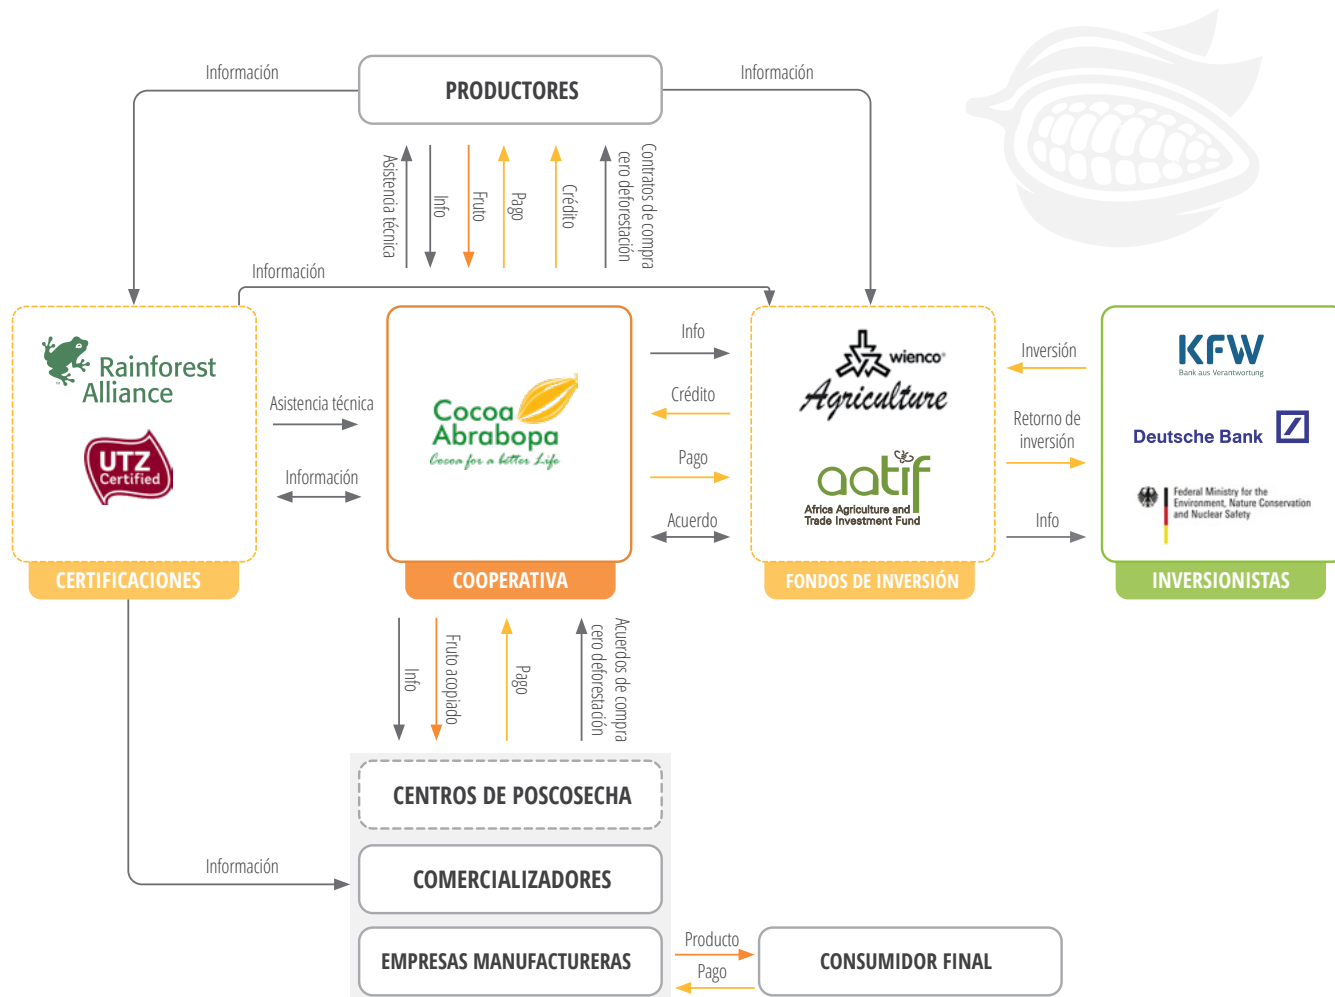 Información
PRODUCTORES
Información
Asistencia técnica
Info
Fruto
Pago
Crédito
Contratos de compra
cero deforestación
Información
Rainforest
Alliance
UTZ
Certified
CERTIFICACIONES
Asistencia técnica
Información
Cocoa
Abrabopa
Cocoa for a better Life
COOPERATIVA
Info
Crédito
Pago
Acuerdo
wienco®
Agriculture
aatif
Africa Agriculture and
Trade Investment Fund
FONDOS DE INVERSIÓN
Inversión
Retorno de
inversión
Info
KFW
Bank aus Verantwortung
Deutsche Bank
Federal Ministry for the
Environment, Nature Conservation
and Nuclear Safety
INVERSIONISTAS
Info
Fruto acopiado
Pago
Acuerdos de compra
cero deforestación
CENTROS DE POSCOSECHA
Información
COMERCIALIZADORES
EMPRESAS MANUFACTURERAS
Producto
Pago
CONSUMIDOR FINAL